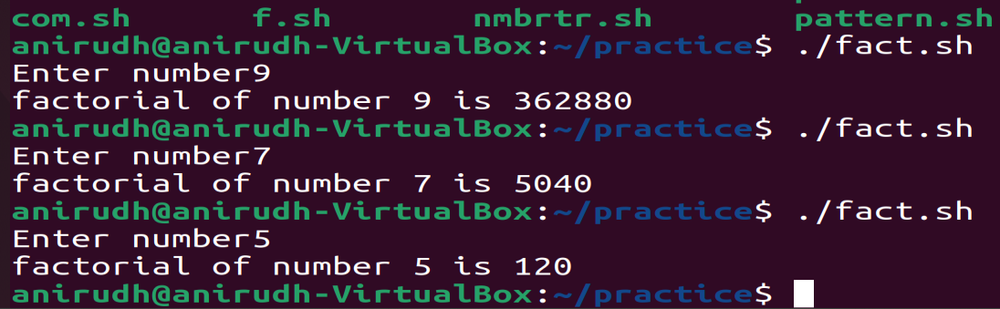 com.sh f.sh nmbrtr.sh pattern.sh
anirudh@anirudh-VirtualBox:~/practice$ ./fact.sh
Enter number9
factorial of number 9 is 362880
anirudh@anirudh-VirtualBox:~/practice$ ./fact.sh
Enter number7
factorial of number 7 is 5040
anirudh@anirudh-VirtualBox:~/practice$ ./fact.sh
Enter number5
factorial of number 5 is 120
anirudh@anirudh-VirtualBox:~/practice$